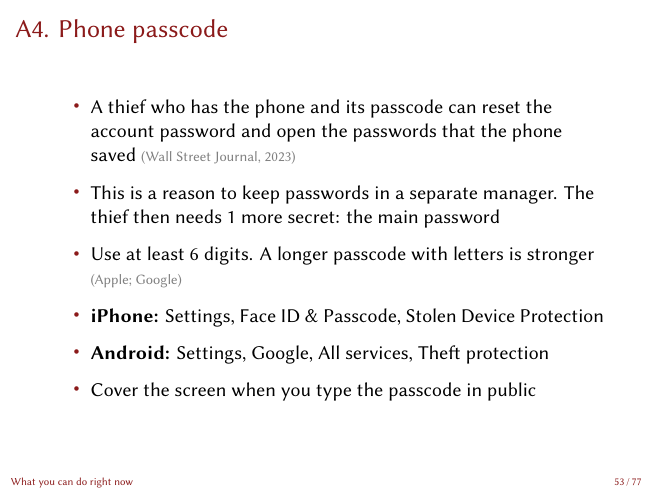 A4. Phone passcode
• A thief who has the phone and its passcode can reset the
account password and open the passwords that the phone
saved (Wall Street Journal, 2023)
• This is a reason to keep passwords in a separate manager. The
thief then needs 1 more secret: the main password
• Use at least 6 digits. A longer passcode with letters is stronger
(Apple; Google)
• iPhone: Settings, Face ID & Passcode, Stolen Device Protection
• Android: Settings, Google, All services, Theft protection
• Cover the screen when you type the passcode in public
What you can do right now
53 / 77